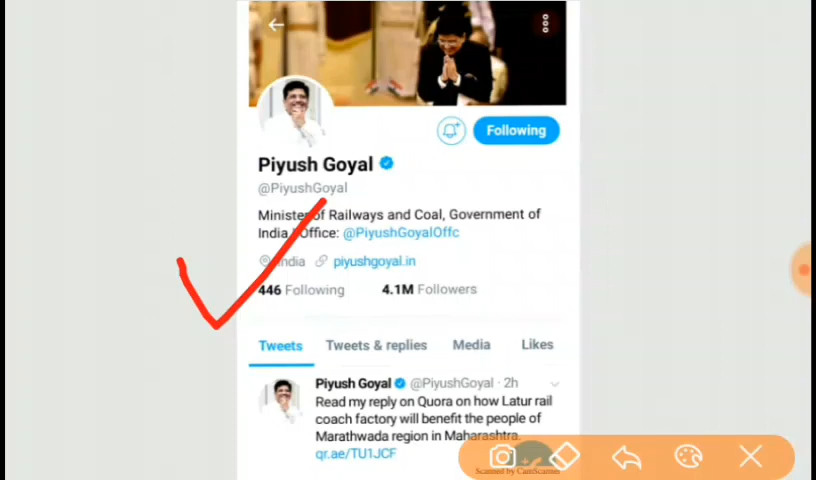 Following
Piyush Goyal
@PiyushGoyal
Minister of Railways and Coal, Government of
India | Office: @PiyushGoyalOffc
India piyushgoyal.in
446 Following 4.1M Followers
Tweets Tweets & replies Media Likes
Piyush Goyal @PiyushGoyal · 2h
Read my reply on Quora on how Latur rail
coach factory will benefit the people of
Marathwada region in Maharashtra.
qr.ae/TU1JCF
Scanned by CamScanner